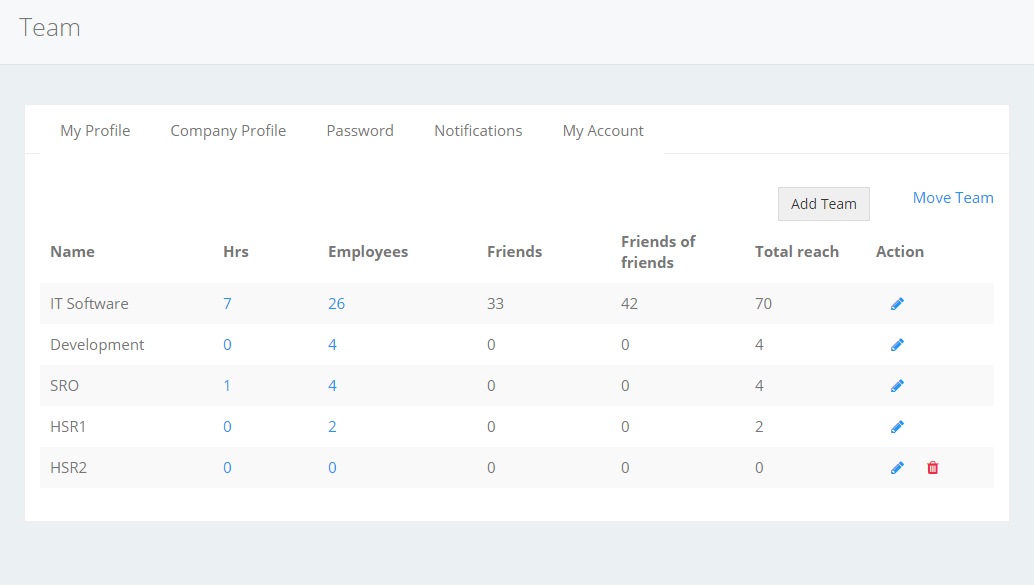 Team
My Profile Company Profile Password Notifications My Account
Add Team Move Team
Name Hrs Employees Friends Friends of friends Total reach Action
IT Software 7 26 33 42 70
Development 0 4 0 0 4
SRO 1 4 0 0 4
HSR1 0 2 0 0 2
HSR2 0 0 0 0 0